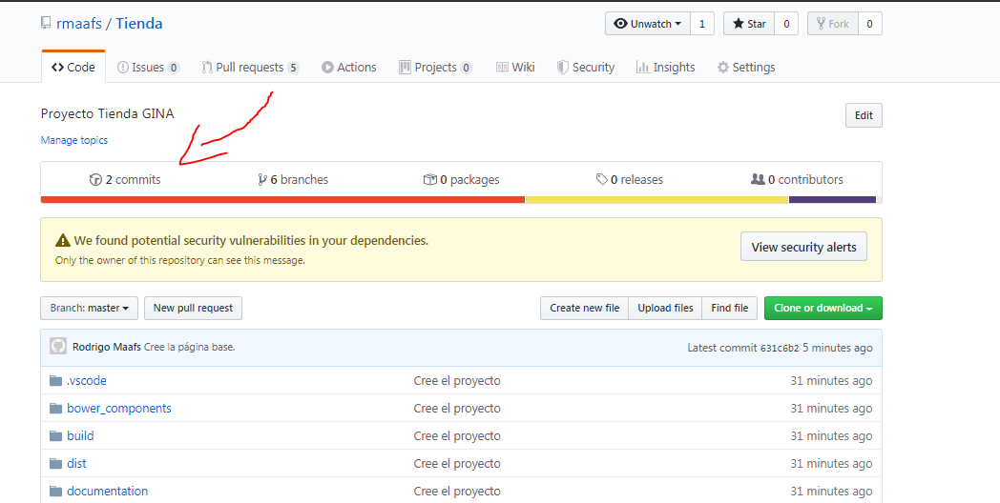 rmaafs / Tienda
Unwatch 1 Star 0 Fork 0
Code Issues 0 Pull requests 5 Actions Projects 0 Wiki Security Insights Settings
Proyecto Tienda GINA
Edit
Manage topics
2 commits 6 branches 0 packages 0 releases 0 contributors
We found potential security vulnerabilities in your dependencies.
Only the owner of this repository can see this message.
View security alerts
Branch: master New pull request Create new file Upload files Find file Clone or download
Rodrigo Maafs Cree la página base. Latest commit 631c6b2 5 minutes ago
.vscode Cree el proyecto 31 minutes ago
bower_components Cree el proyecto 31 minutes ago
build Cree el proyecto 31 minutes ago
dist Cree el proyecto 31 minutes ago
documentation Cree el proyecto 31 minutes ago